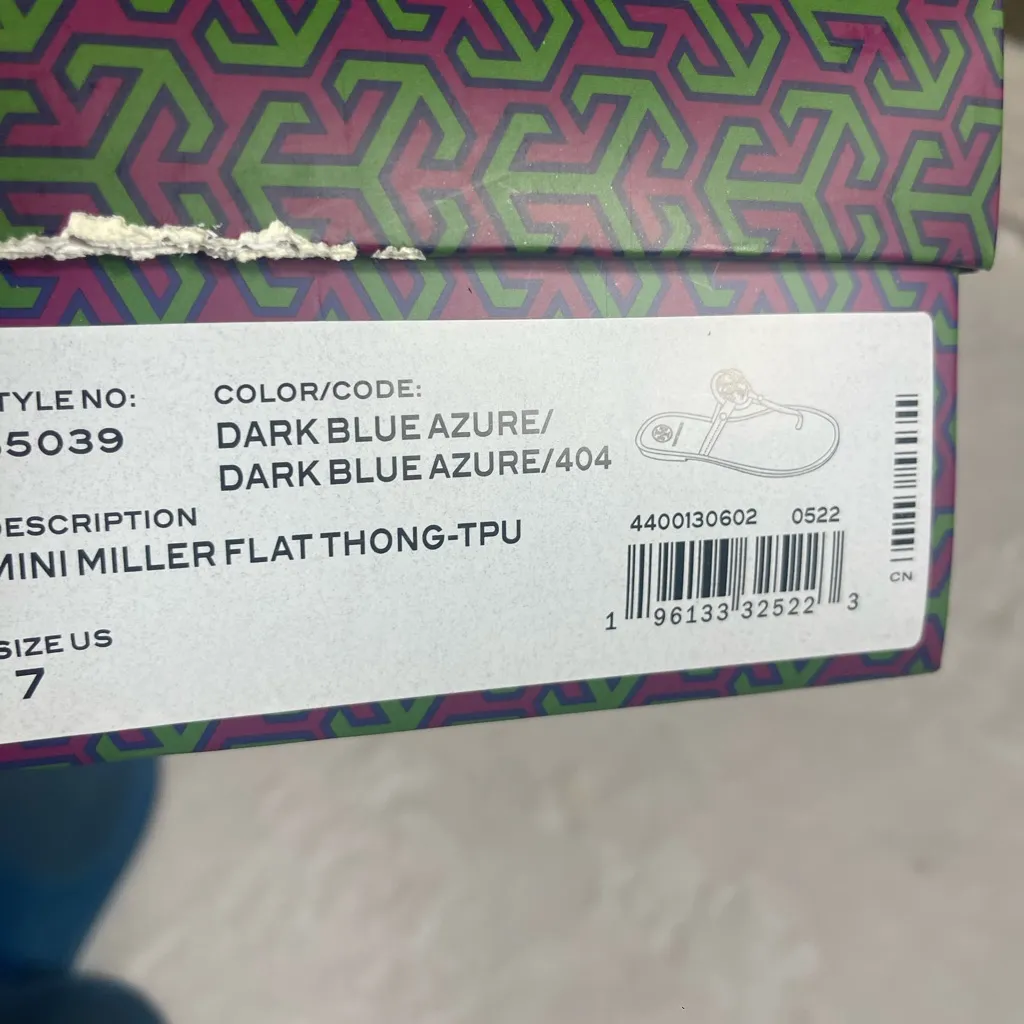 TYLE NO:
5039
COLOR/CODE:
DARK BLUE AZURE/
DARK BLUE AZURE/404
DESCRIPTION
MINI MILLER FLAT THONG-TPU
SIZE US
7
4400130602 0522
1 96133 32522 3
CN